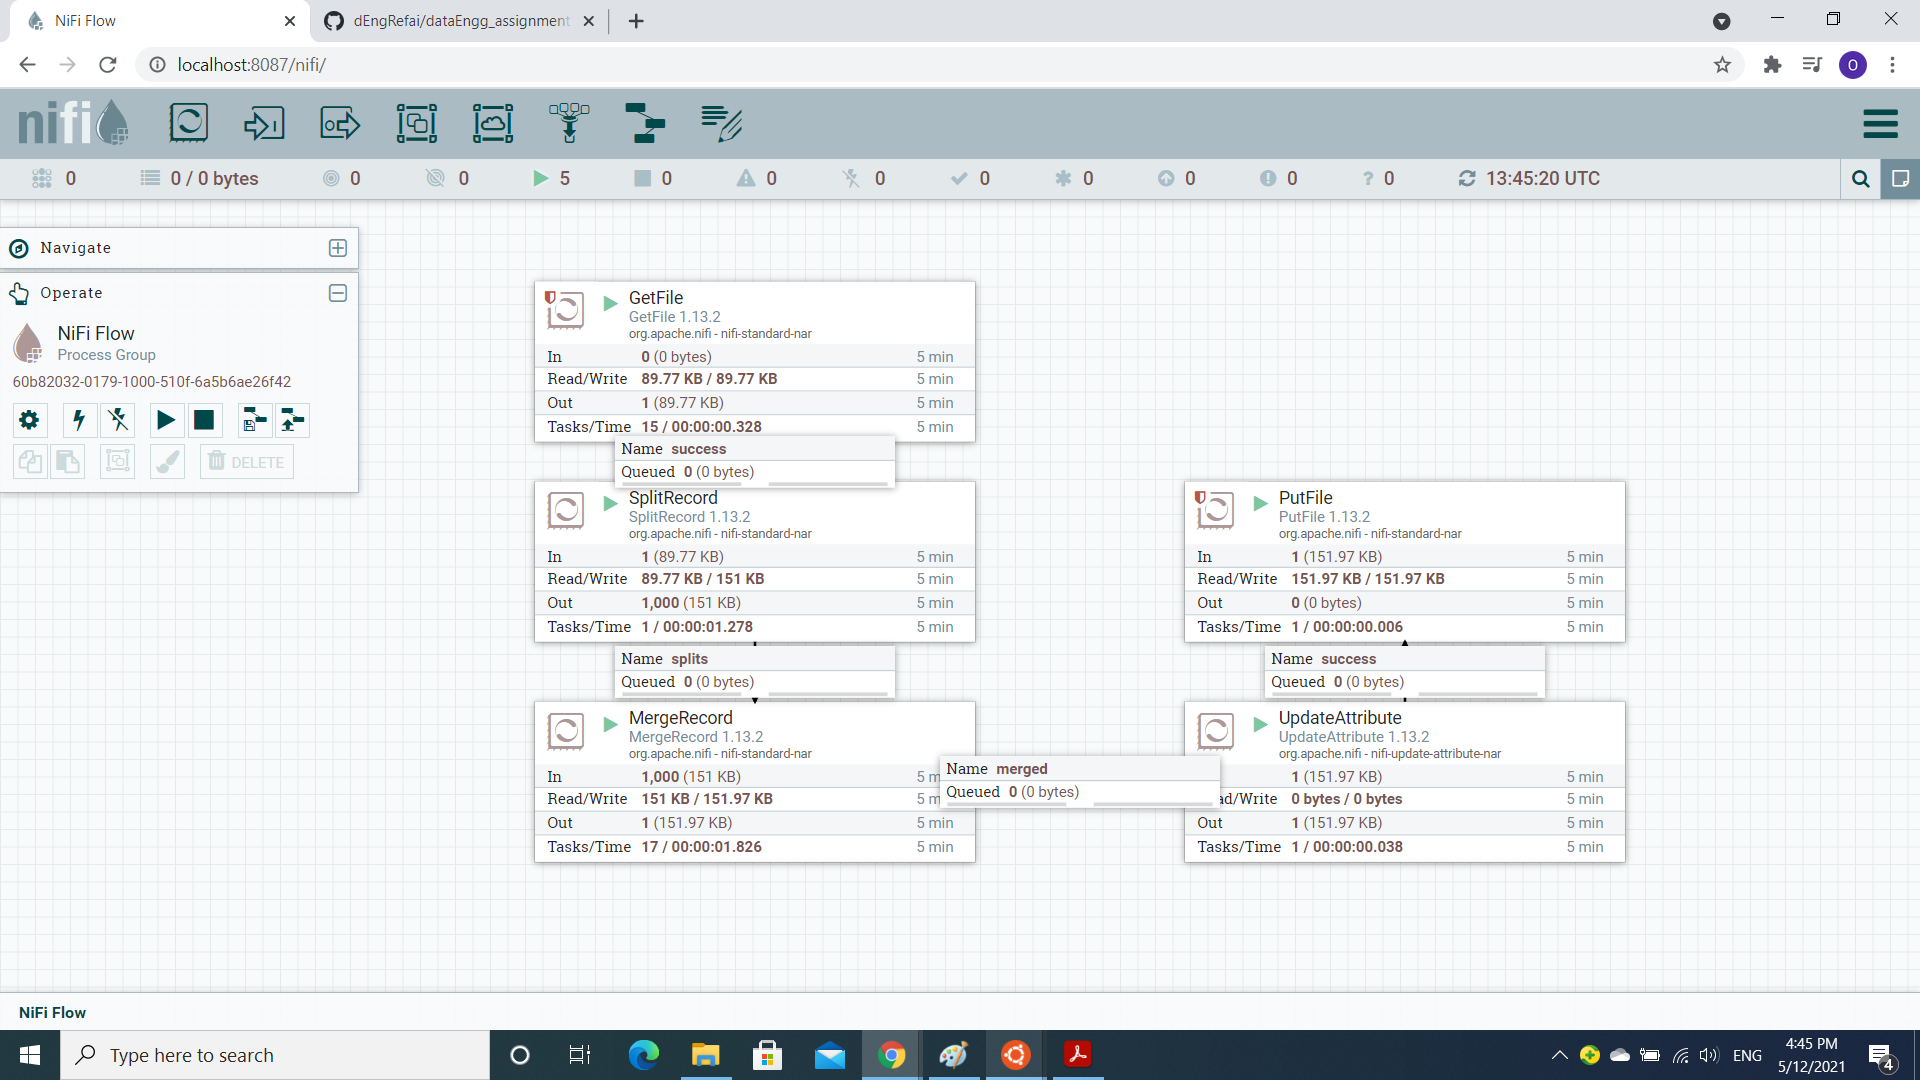 NiFi Flow
dEngRefai/dataEngg_assignment
localhost:8087/nifi/
O
nifi
0
0 / 0 bytes
0
0
5
0
0
0
0
0
0
0
0
13:45:20 UTC
Navigate
Operate
NiFi Flow
Process Group
60b82032-0179-1000-510f-6a5b6ae26f42
DELETE
GetFile
GetFile 1.13.2
org.apache.nifi - nifi-standard-nar
In 0 (0 bytes) 5 min
Read/Write 89.77 KB / 89.77 KB 5 min
Out 1 (89.77 KB) 5 min
Tasks/Time 15 / 00:00:00.328 5 min
Name success
Queued 0 (0 bytes)
SplitRecord
SplitRecord 1.13.2
org.apache.nifi - nifi-standard-nar
In 1 (89.77 KB) 5 min
Read/Write 89.77 KB / 151 KB 5 min
Out 1,000 (151 KB) 5 min
Tasks/Time 1 / 00:00:01.278 5 min
Name splits
Queued 0 (0 bytes)
MergeRecord
MergeRecord 1.13.2
org.apache.nifi - nifi-standard-nar
In 1,000 (151 KB) 5 m
Read/Write 151 KB / 151.97 KB 5 m
Out 1 (151.97 KB) 5 min
Tasks/Time 17 / 00:00:01.826 5 min
Name merged
Queued 0 (0 bytes)
PutFile
PutFile 1.13.2
org.apache.nifi - nifi-standard-nar
In 1 (151.97 KB) 5 min
Read/Write 151.97 KB / 151.97 KB 5 min
Out 0 (0 bytes) 5 min
Tasks/Time 1 / 00:00:00.006 5 min
Name success
Queued 0 (0 bytes)
UpdateAttribute
UpdateAttribute 1.13.2
org.apache.nifi - nifi-update-attribute-nar
1 (151.97 KB) 5 min
ad/Write 0 bytes / 0 bytes 5 min
Out 1 (151.97 KB) 5 min
Tasks/Time 1 / 00:00:00.038 5 min
NiFi Flow
Type here to search
ENG
4:45 PM
5/12/2021
4